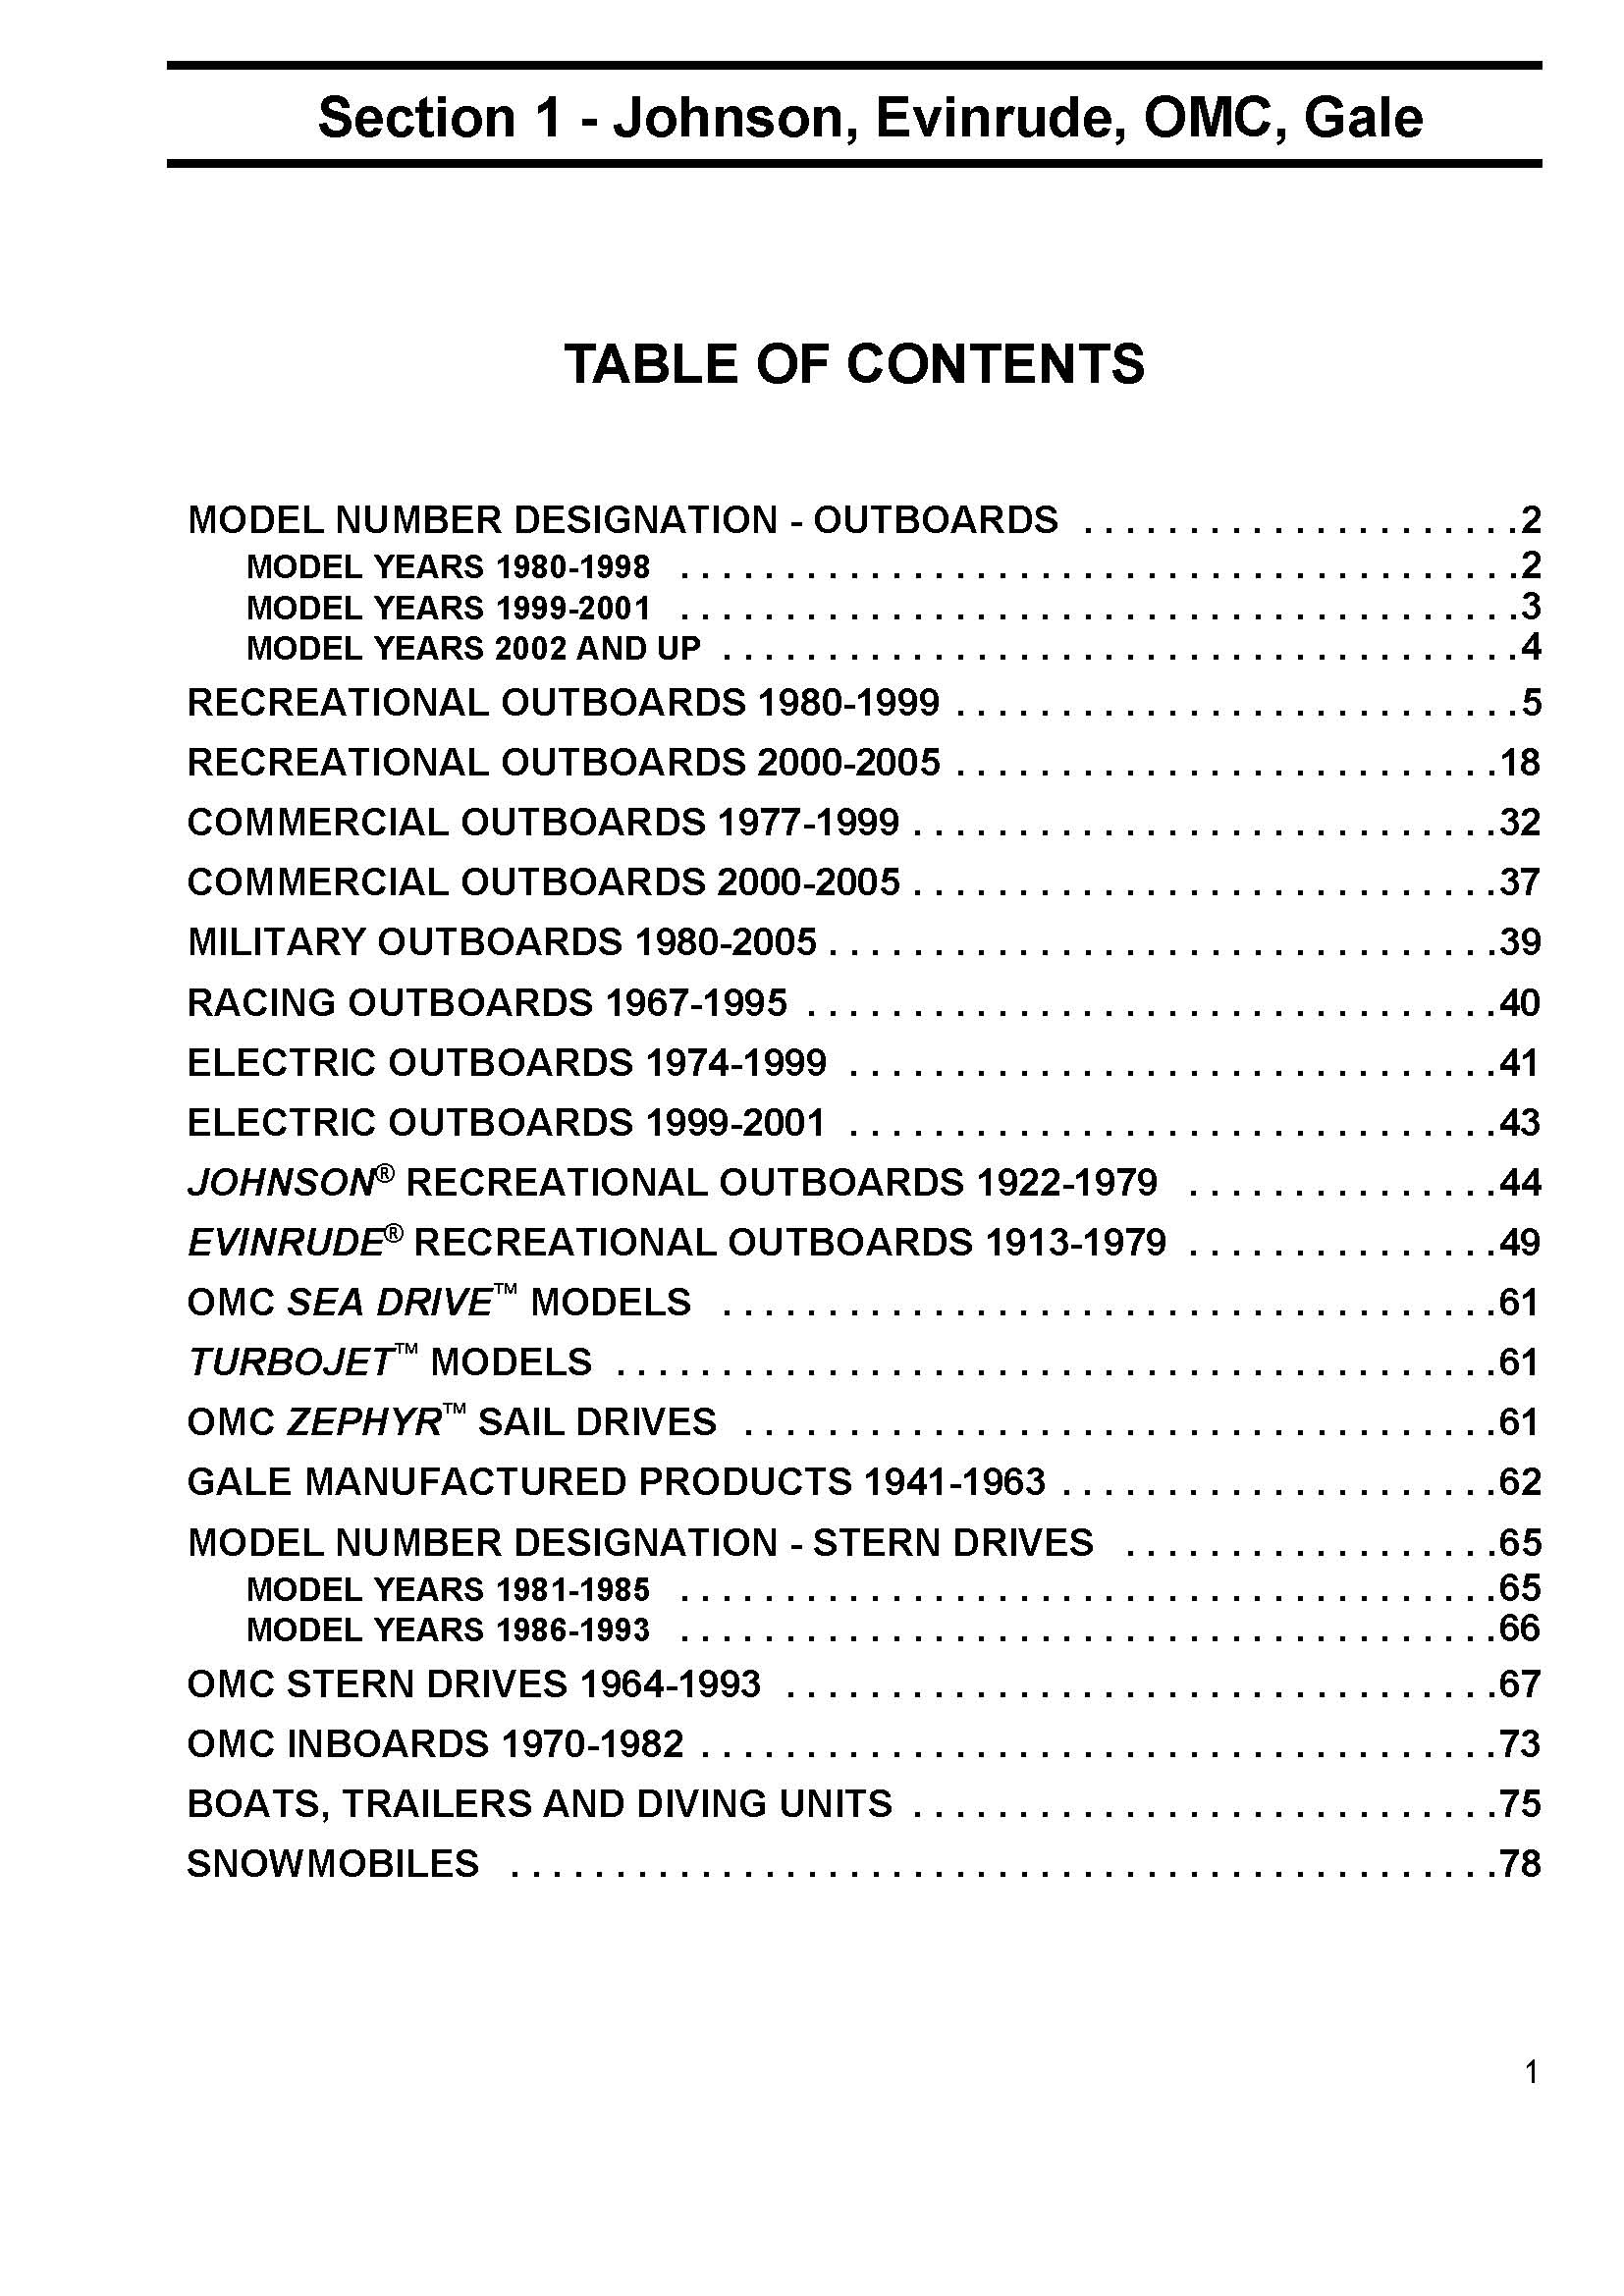 Section 1 - Johnson, Evinrude, OMC, Gale
TABLE OF CONTENTS
MODEL NUMBER DESIGNATION - OUTBOARDS . . . . . . . . . . . . . . . . . . . . .2
MODEL YEARS 1980-1998 . . . . . . . . . . . . . . . . . . . . . . . . . . . . . . . . . . . . . . . .2
MODEL YEARS 1999-2001 . . . . . . . . . . . . . . . . . . . . . . . . . . . . . . . . . . . . . . . .3
MODEL YEARS 2002 AND UP . . . . . . . . . . . . . . . . . . . . . . . . . . . . . . . . . . . . . .4
RECREATIONAL OUTBOARDS 1980-1999 . . . . . . . . . . . . . . . . . . . . . . . . . . .5
RECREATIONAL OUTBOARDS 2000-2005 . . . . . . . . . . . . . . . . . . . . . . . . . .18
COMMERCIAL OUTBOARDS 1977-1999 . . . . . . . . . . . . . . . . . . . . . . . . . . . .32
COMMERCIAL OUTBOARDS 2000-2005 . . . . . . . . . . . . . . . . . . . . . . . . . . . .37
MILITARY OUTBOARDS 1980-2005 . . . . . . . . . . . . . . . . . . . . . . . . . . . . . . . .39
RACING OUTBOARDS 1967-1995 . . . . . . . . . . . . . . . . . . . . . . . . . . . . . . . . .40
ELECTRIC OUTBOARDS 1974-1999 . . . . . . . . . . . . . . . . . . . . . . . . . . . . . . .41
ELECTRIC OUTBOARDS 1999-2001 . . . . . . . . . . . . . . . . . . . . . . . . . . . . . . .43
JOHNSON® RECREATIONAL OUTBOARDS 1922-1979 . . . . . . . . . . . . . . .44
EVINRUDE® RECREATIONAL OUTBOARDS 1913-1979 . . . . . . . . . . . . . . .49
OMC SEA DRIVE™ MODELS . . . . . . . . . . . . . . . . . . . . . . . . . . . . . . . . . . . . .61
TURBOJET™ MODELS . . . . . . . . . . . . . . . . . . . . . . . . . . . . . . . . . . . . . . . . . .61
OMC ZEPHYR™ SAIL DRIVES . . . . . . . . . . . . . . . . . . . . . . . . . . . . . . . . . . . .61
GALE MANUFACTURED PRODUCTS 1941-1963 . . . . . . . . . . . . . . . . . . . . .62
MODEL NUMBER DESIGNATION - STERN DRIVES . . . . . . . . . . . . . . . . . .65
MODEL YEARS 1981-1985 . . . . . . . . . . . . . . . . . . . . . . . . . . . . . . . . . . . . . . .65
MODEL YEARS 1986-1993 . . . . . . . . . . . . . . . . . . . . . . . . . . . . . . . . . . . . . . .66
OMC STERN DRIVES 1964-1993 . . . . . . . . . . . . . . . . . . . . . . . . . . . . . . . . . .67
OMC INBOARDS 1970-1982 . . . . . . . . . . . . . . . . . . . . . . . . . . . . . . . . . . . . . .73
BOATS, TRAILERS AND DIVING UNITS . . . . . . . . . . . . . . . . . . . . . . . . . . . .75
SNOWMOBILES . . . . . . . . . . . . . . . . . . . . . . . . . . . . . . . . . . . . . . . . . . . . . . .78
1